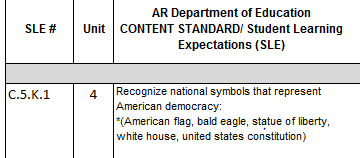 SLE #
Unit
AR Department of Education
CONTENT STANDARD/ Student Learning
Expectations (SLE)
C.5.K.1
4
Recognize national symbols that represent
American democracy:
*(American flag, bald eagle, statue of liberty,
white house, united states constitution)